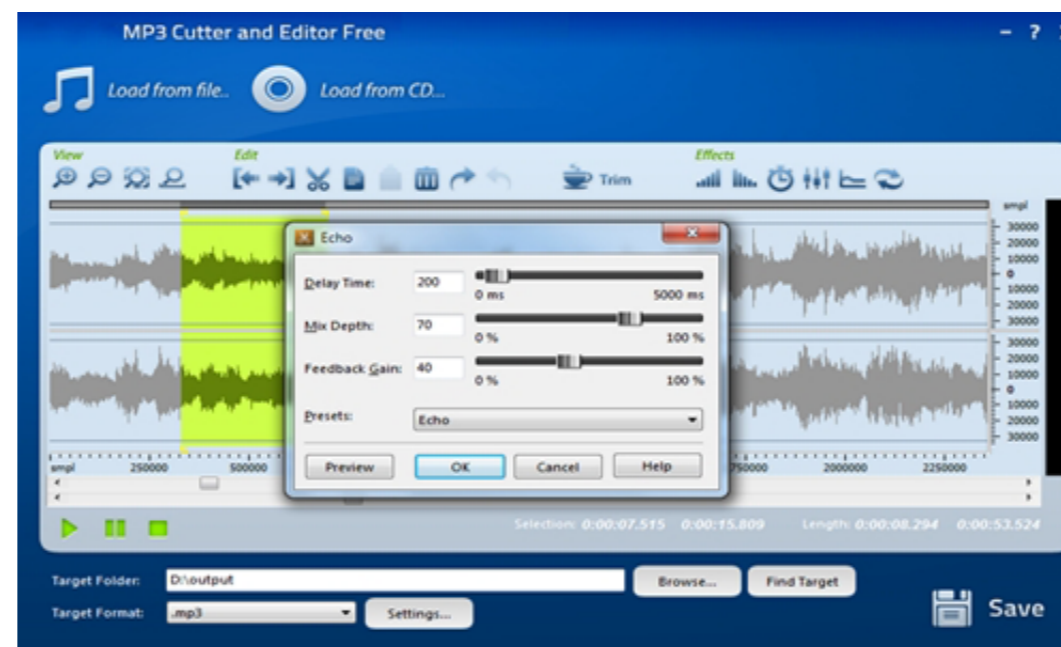 MP3 Cutter and Editor Free
Load from file..
Load from CD...
View
Edit
Effects
Trim
smpl
30000
20000
10000
0
10000
20000
30000
30000
20000
10000
0
10000
20000
30000
Echo
Delay Time: 200
0 ms 5000 ms
Mix Depth: 70
0 % 100 %
Feedback Gain: 40
0 % 100 %
Presets: Echo
Preview OK Cancel Help
smpl 250000 500000 750000 2000000 2250000
Selection: 0:00:07.515 0:00:15.809 Length: 0:00:08.294 0:00:53.524
Target Folder: D:\output Browse... Find Target
Target Format: .mp3 Settings...
Save